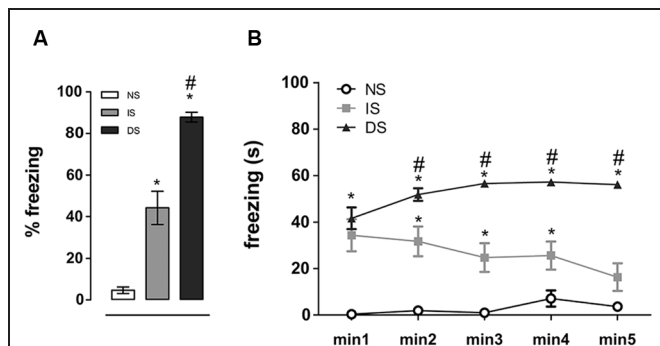 A
NS
IS
DS
#
*
*
100
80
60
40
20
0
% freezing
B
NS
IS
DS
100
80
60
40
20
0
freezing (s)
# # # #
* * * * *
* * * *
min1 min2 min3 min4 min5